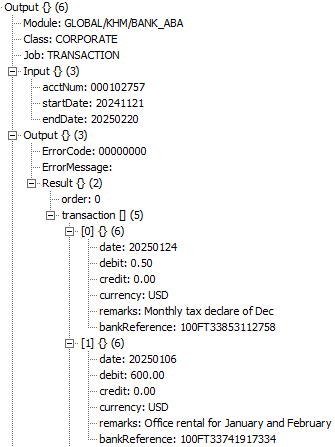 Output {} (6)
Module: GLOBAL/KHM/BANK_ABA
Class: CORPORATE
Job: TRANSACTION
Input {} (3)
acctNum: 000102757
startDate: 20241121
endDate: 20250220
Output {} (3)
ErrorCode: 00000000
ErrorMessage:
Result {} (2)
order: 0
transaction [] (5)
[0] {} (6)
date: 20250124
debit: 0.50
credit: 0.00
currency: USD
remarks: Monthly tax declare of Dec
bankReference: 100FT33853112758
[1] {} (6)
date: 20250106
debit: 600.00
credit: 0.00
currency: USD
remarks: Office rental for January and February
bankReference: 100FT33741917334